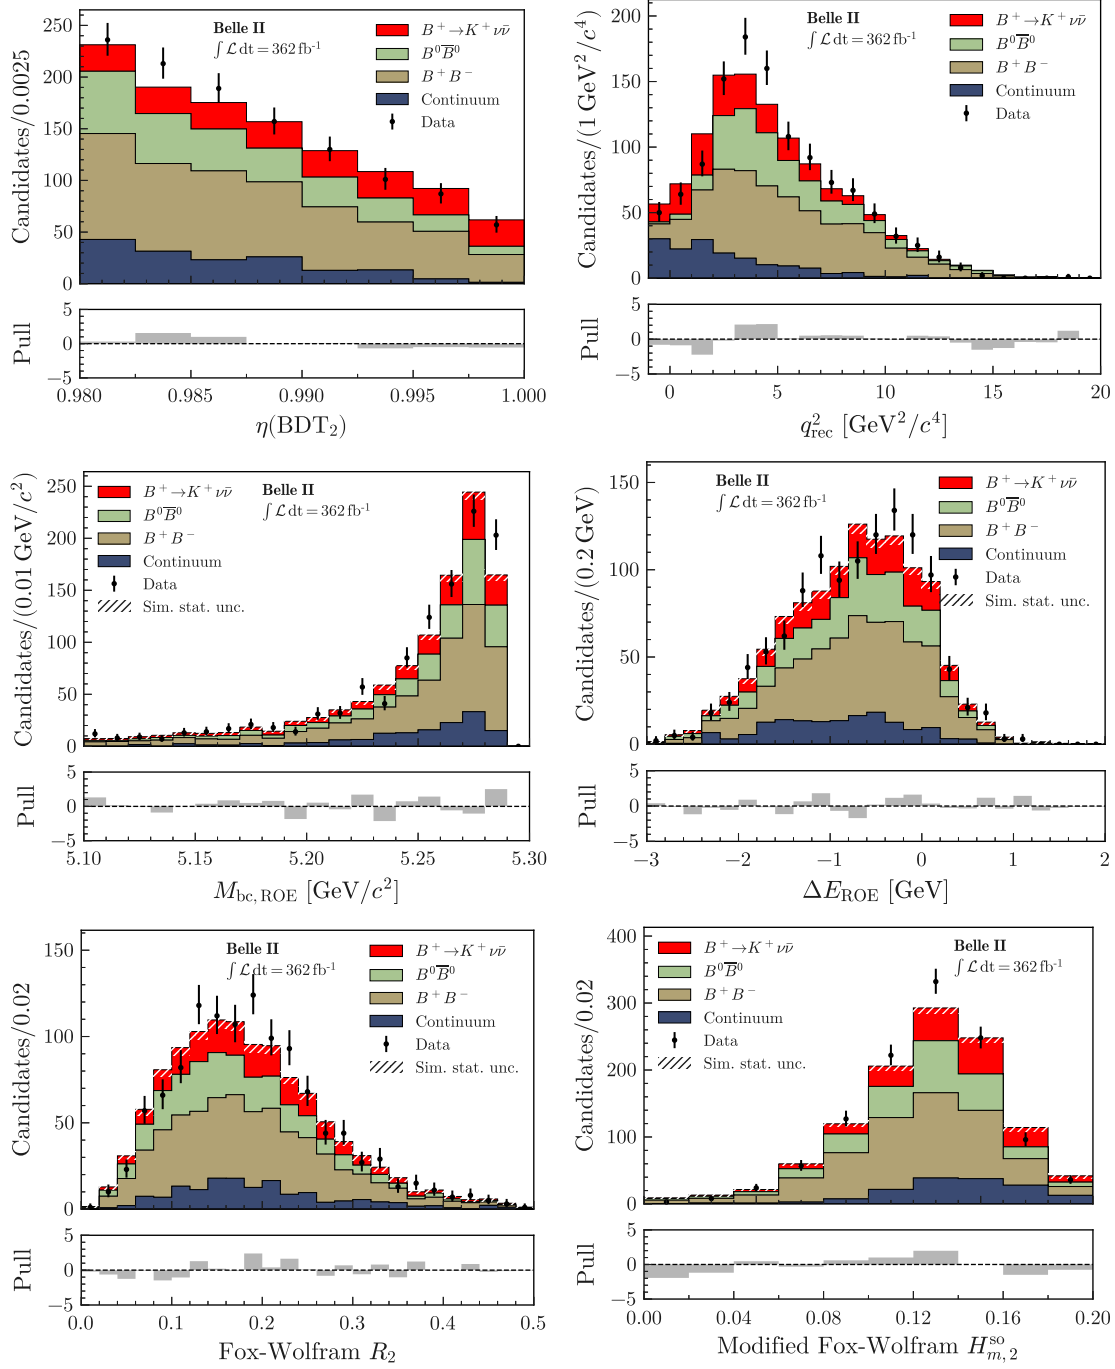 Belle II
∫ℒdt = 362 fb⁻¹
B⁺→K⁺νν̄
B⁰B̄⁰
B⁺B⁻
Continuum
Data
Candidates/0.0025
0
50
100
150
200
250
Pull
5
0
−5
0.980
0.985
0.990
0.995
1.000
η(BDT₂)
Belle II
∫ℒdt = 362 fb⁻¹
B⁺→K⁺νν̄
B⁰B̄⁰
B⁺B⁻
Continuum
Data
Candidates/(1 GeV²/c⁴)
0
50
100
150
200
Pull
5
0
−5
0
5
10
15
20
q²rec [GeV²/c⁴]
Belle II
∫ℒdt = 362 fb⁻¹
B⁺→K⁺νν̄
B⁰B̄⁰
B⁺B⁻
Continuum
Data
Sim. stat. unc.
Candidates/(0.01 GeV/c²)
0
50
100
150
200
250
Pull
5
0
−5
5.10
5.15
5.20
5.25
5.30
M_bc,ROE [GeV/c²]
Belle II
∫ℒdt = 362 fb⁻¹
B⁺→K⁺νν̄
B⁰B̄⁰
B⁺B⁻
Continuum
Data
Sim. stat. unc.
Candidates/(0.2 GeV)
0
50
100
150
Pull
5
0
−5
−3
−2
−1
0
1
2
ΔE_ROE [GeV]
Belle II
∫ℒdt = 362 fb⁻¹
B⁺→K⁺νν̄
B⁰B̄⁰
B⁺B⁻
Continuum
Data
Sim. stat. unc.
Candidates/0.02
0
50
100
150
Pull
5
0
−5
0.0
0.1
0.2
0.3
0.4
0.5
Fox-Wolfram R₂
Belle II
∫ℒdt = 362 fb⁻¹
B⁺→K⁺νν̄
B⁰B̄⁰
B⁺B⁻
Continuum
Data
Sim. stat. unc.
Candidates/0.02
0
100
200
300
400
Pull
5
0
−5
0.00
0.04
0.08
0.12
0.16
0.20
Modified Fox-Wolfram H^so_m,2